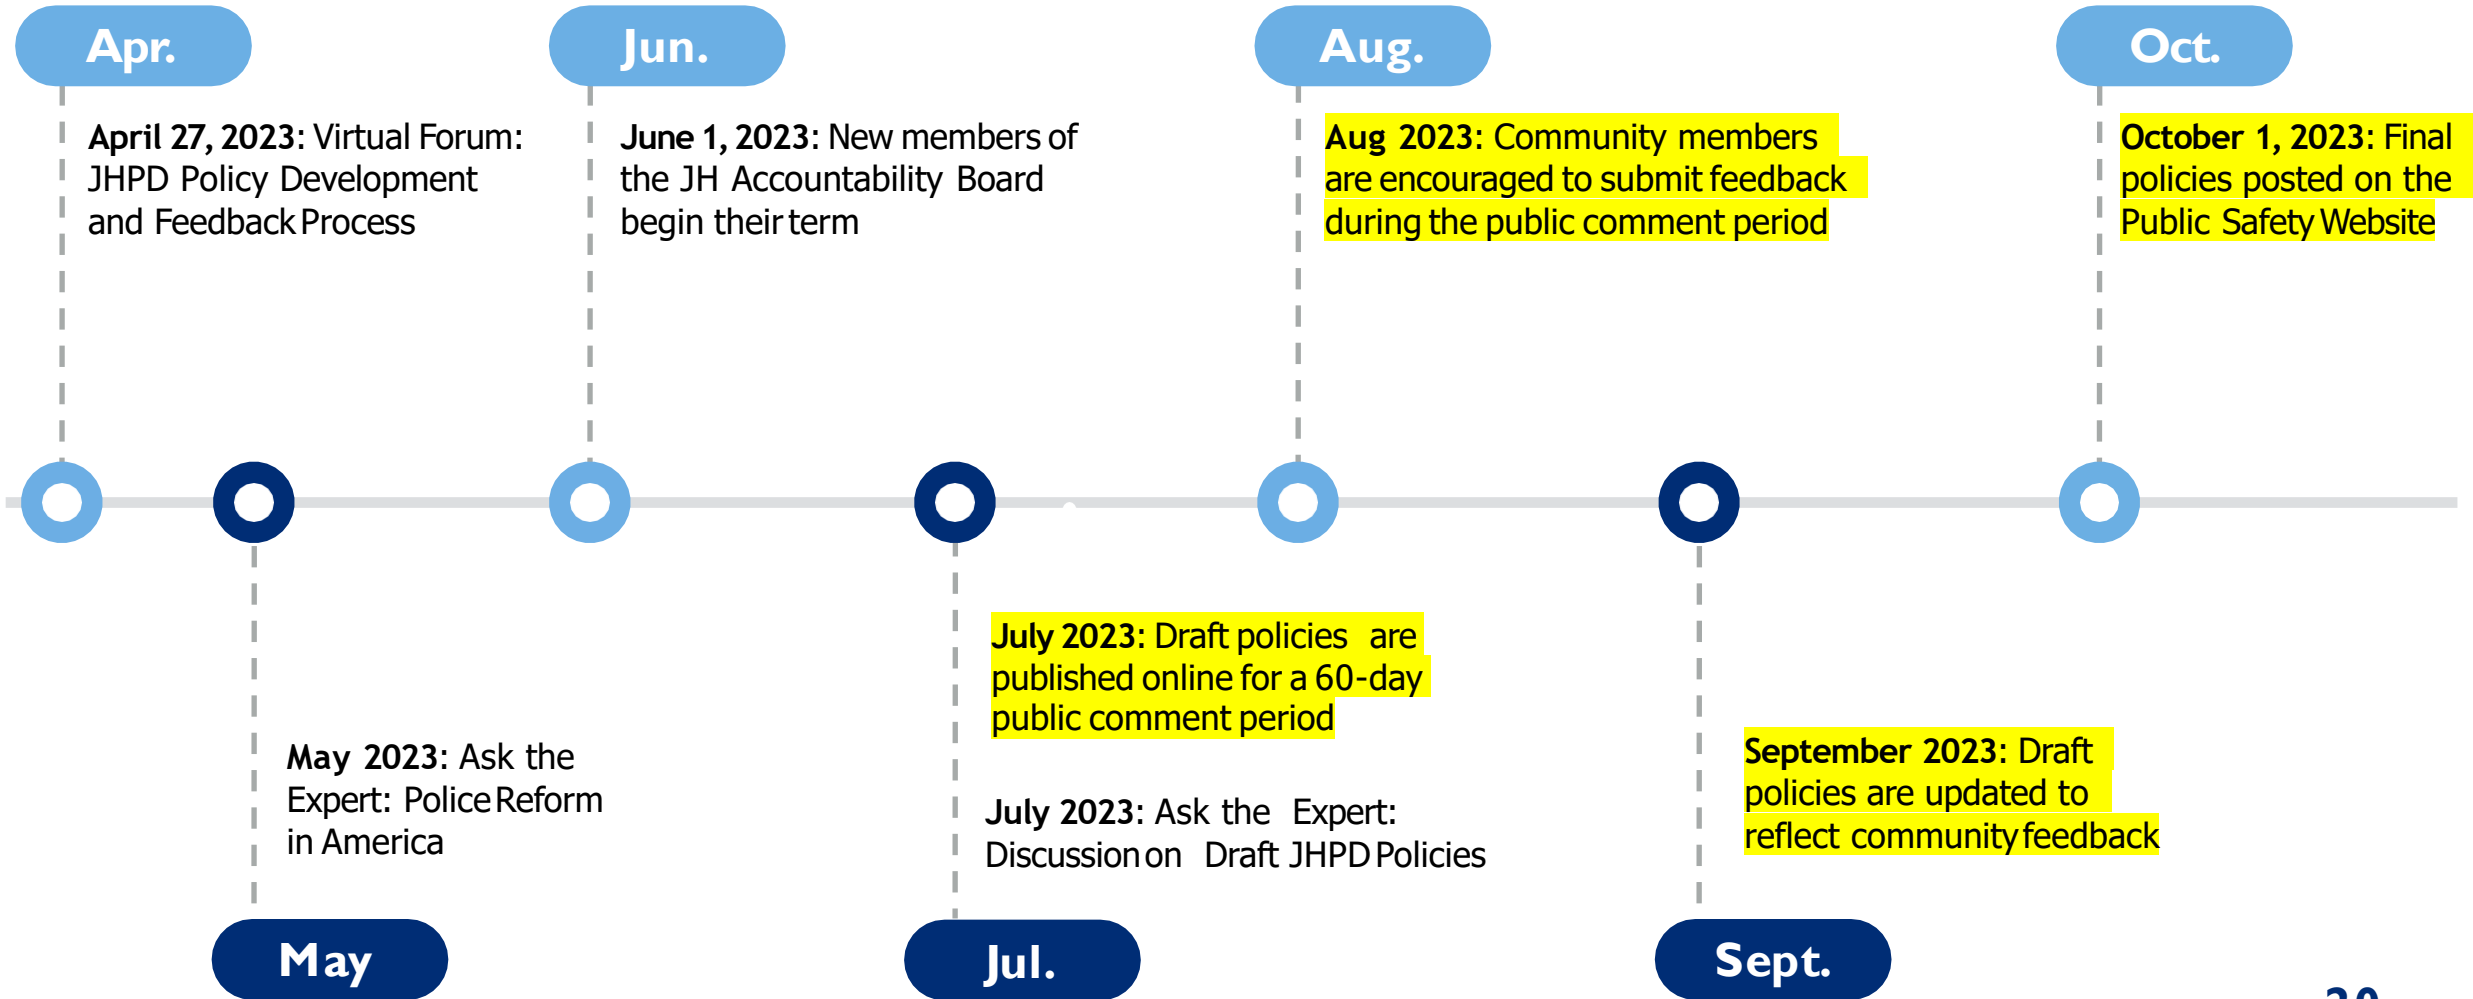 Apr.
Jun.
Aug.
Oct.
April 27, 2023: Virtual Forum:
JHPD Policy Development
and Feedback Process
June 1, 2023: New members of
the JH Accountability Board
begin their term
Aug 2023: Community members
are encouraged to submit feedback
during the public comment period
October 1, 2023: Final
policies posted on the
Public Safety Website
May 2023: Ask the
Expert: Police Reform
in America
July 2023: Draft policies are
published online for a 60-day
public comment period
July 2023: Ask the Expert:
Discussion on Draft JHPD Policies
September 2023: Draft
policies are updated to
reflect community feedback
May
Jul.
Sept.